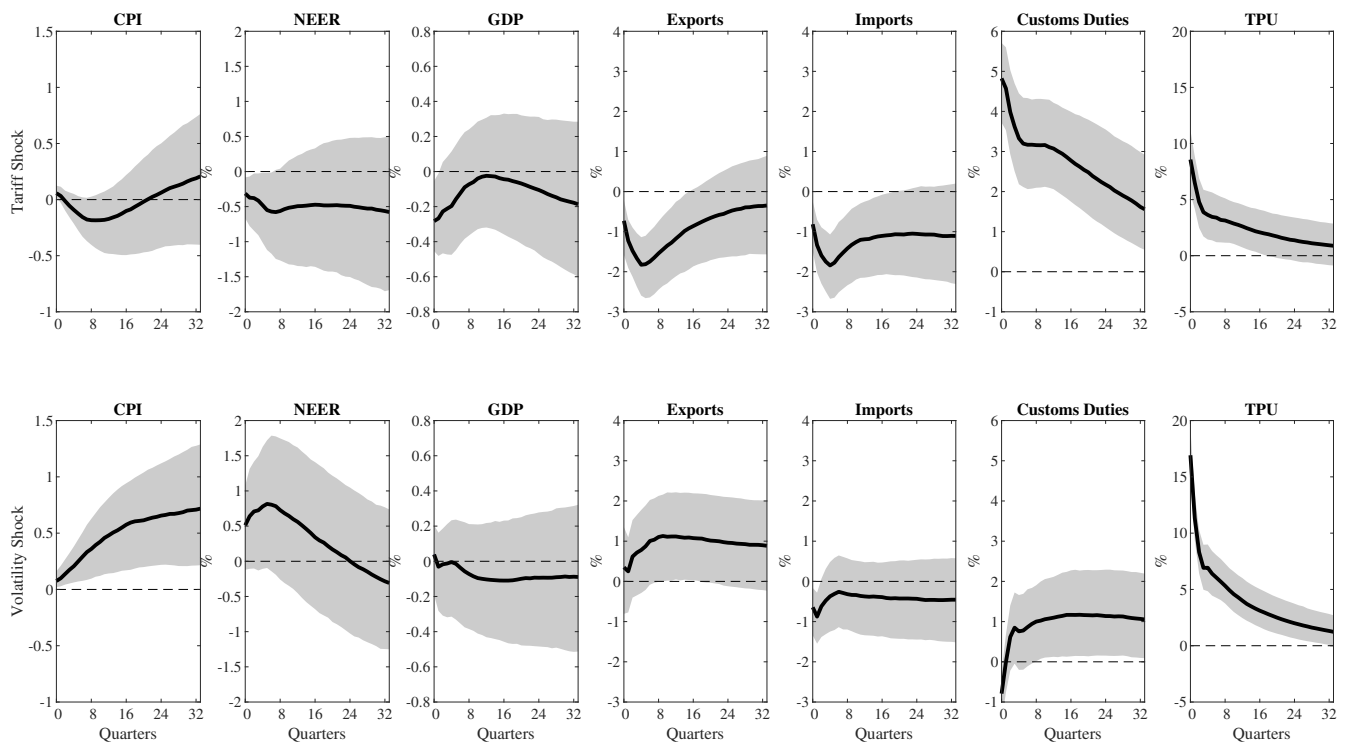 CPI NEER GDP Exports Imports Customs Duties TPU
Tariff Shock
1.5 1 0.5 0 -0.5 -1
0 8 16 24 32
%
2 1.5 1 0.5 0 -0.5 -1 -1.5 -2
0 8 16 24 32
%
0.8 0.6 0.4 0.2 0 -0.2 -0.4 -0.6 -0.8
0 8 16 24 32
%
4 3 2 1 0 -1 -2 -3
0 8 16 24 32
%
4 3 2 1 0 -1 -2 -3
0 8 16 24 32
%
6 5 4 3 2 1 0 -1
0 8 16 24 32
%
20 15 10 5 0 -5
0 8 16 24 32
CPI NEER GDP Exports Imports Customs Duties TPU
Volatility Shock
1.5 1 0.5 0 -0.5 -1
0 8 16 24 32
Quarters
%
2 1.5 1 0.5 0 -0.5 -1 -1.5 -2
0 8 16 24 32
Quarters
%
0.8 0.6 0.4 0.2 0 -0.2 -0.4 -0.6 -0.8
0 8 16 24 32
Quarters
%
4 3 2 1 0 -1 -2 -3
0 8 16 24 32
Quarters
%
4 3 2 1 0 -1 -2 -3
0 8 16 24 32
Quarters
%
6 5 4 3 2 1 0 -1
0 8 16 24 32
Quarters
%
20 15 10 5 0 -5
0 8 16 24 32
Quarters